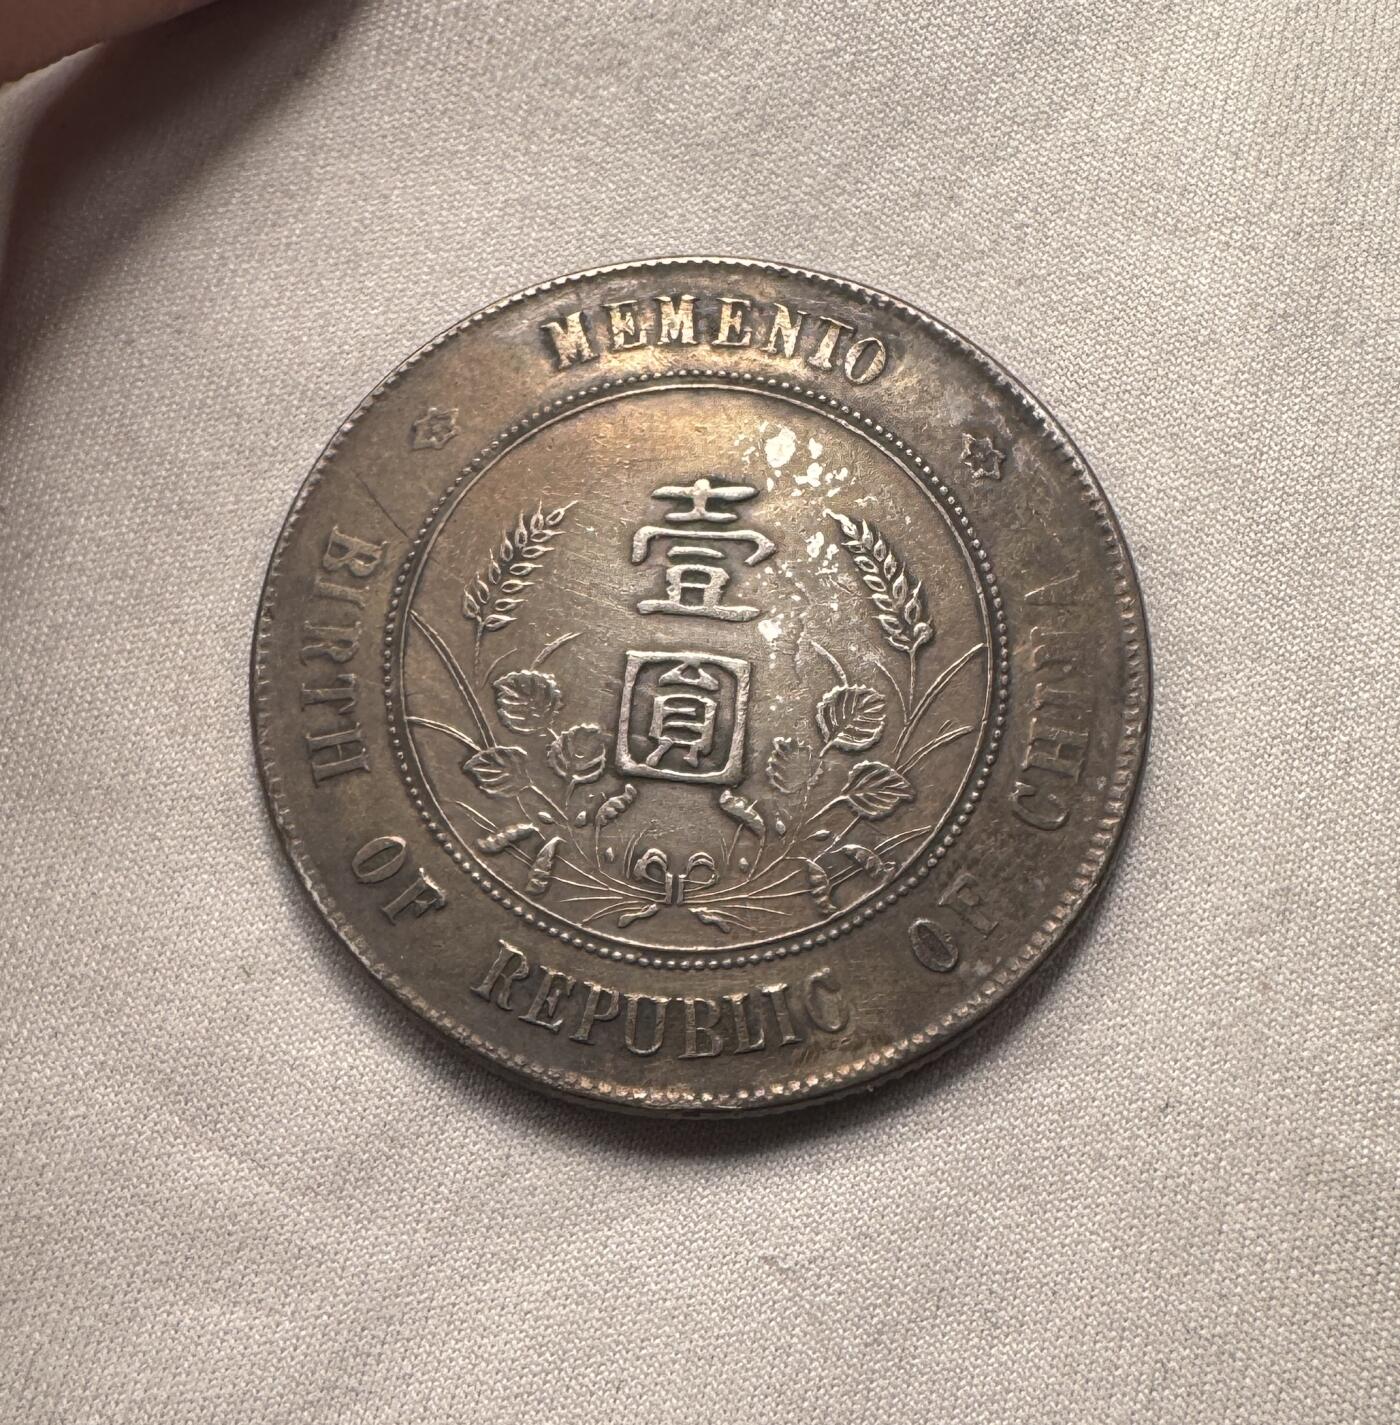 MEMENTO
BIRTH OF REPUBLIC OF CHINA
壹圓